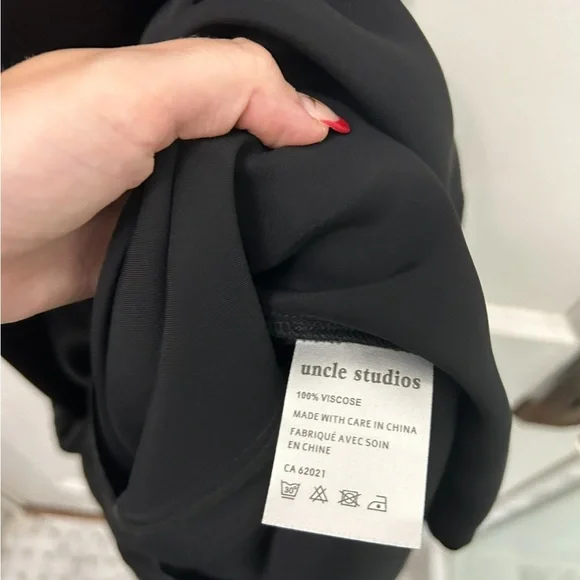 uncle studios
100% VISCOSE
MADE WITH CARE IN CHINA
FABRIQUÉ AVEC SOIN
EN CHINE
CA 62021
30°